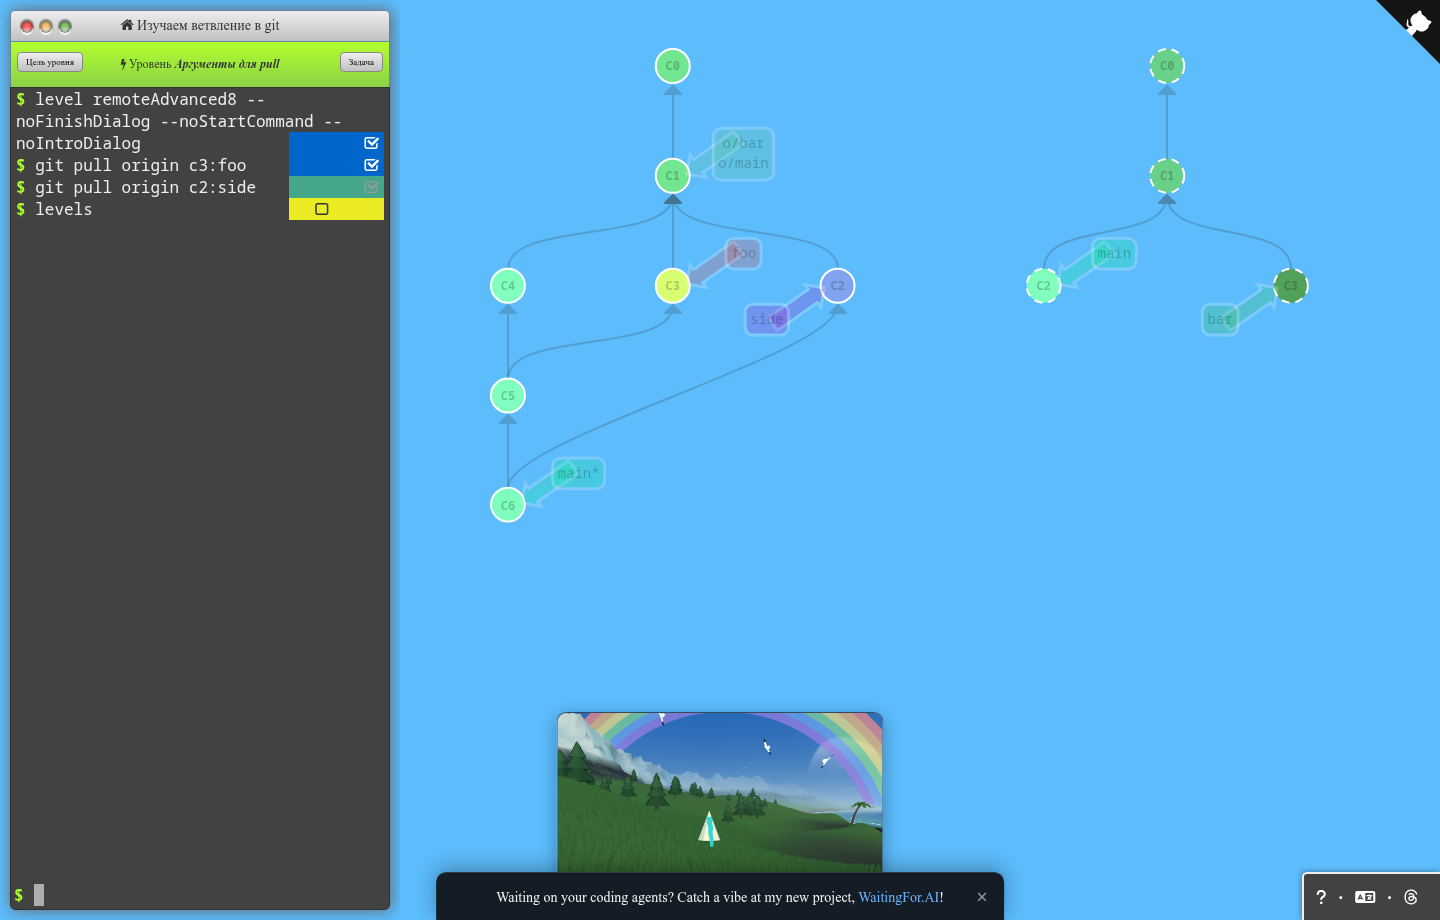 Изучаем ветвление в git
Цель уровня
Уровень Аргументы для pull
Задача
$ level remoteAdvanced8 --
noFinishDialog --noStartCommand --
noIntroDialog
$ git pull origin c3:foo
$ git pull origin c2:side
$ levels
$
C0
o/bar
o/main
C1
foo
C4
C3
C2
side
C5
main*
C6
C0
C1
main
C2
C3
bar
Waiting on your coding agents? Catch a vibe at my new project, WaitingFor.AI!
×
?